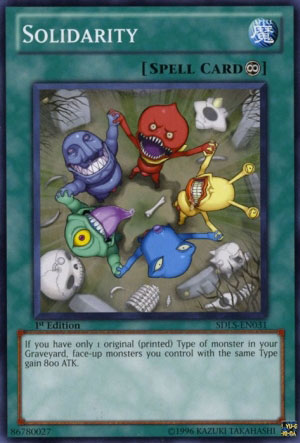 SOLIDARITY
[SPELL CARD]
1st Edition
SDLS-EN031
If you have only 1 original (printed) Type of monster in your
Graveyard, face-up monsters you control with the same Type
gain 800 ATK.
86780027
©1996 KAZUKI TAKAHASHI